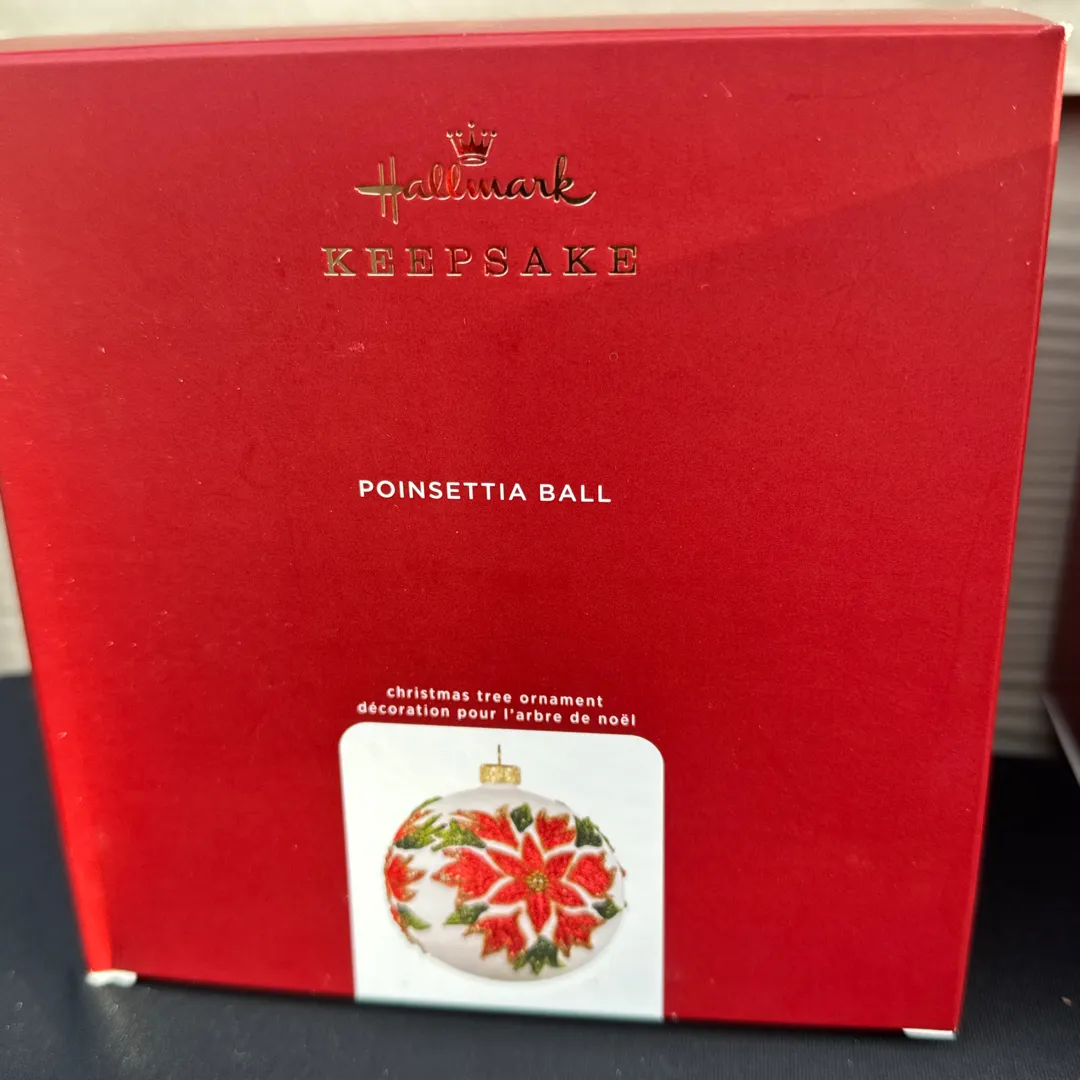 Hallmark
KEEPSAKE
POINSETTIA BALL
christmas tree ornament
décoration pour l'arbre de noël